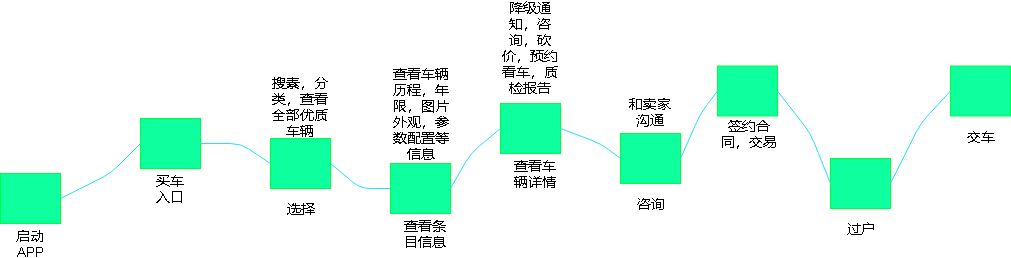 启动
APP
买车
入口
搜素，分
类，查看
全部优质
车辆
选择
查看车辆
历程，年
限，图片
外观，参
数配置等
信息
查看条
目信息
降级通
知，咨
询，砍
价，预约
看车，质
检报告
查看车
辆详情
和卖家
沟通
咨询
签约合
同，交易
过户
交车